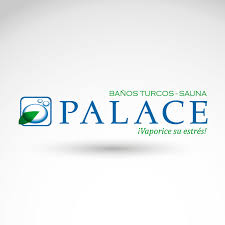 BAÑOS TURCOS - SAUNA
PALACE
¡Vaporice su estrés!